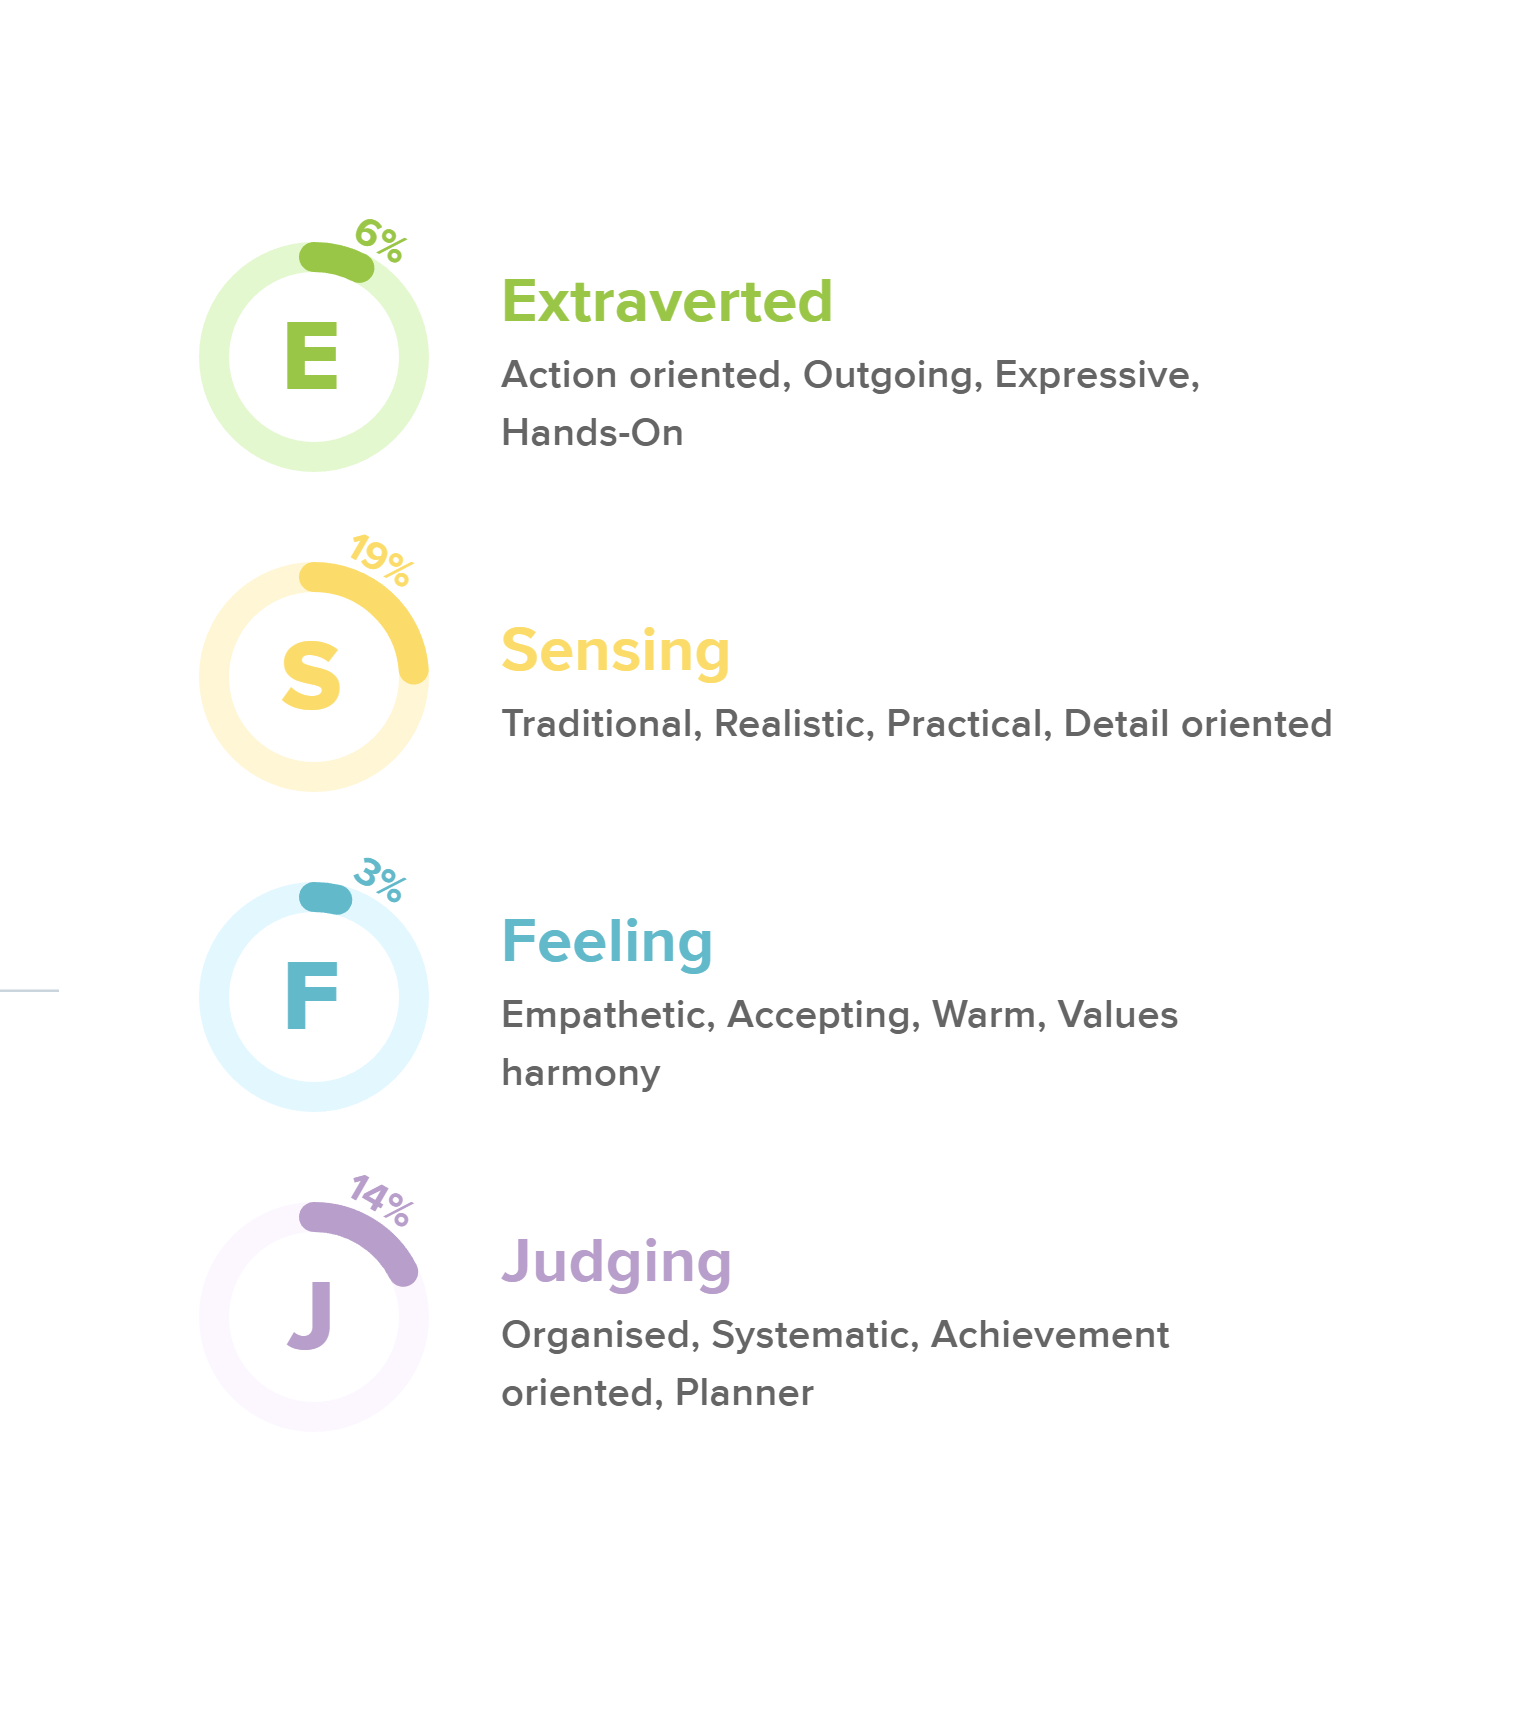 6%
E
Extraverted
Action oriented, Outgoing, Expressive,
Hands-On
19%
S
Sensing
Traditional, Realistic, Practical, Detail oriented
3%
F
Feeling
Empathetic, Accepting, Warm, Values
harmony
14%
J
Judging
Organised, Systematic, Achievement
oriented, Planner